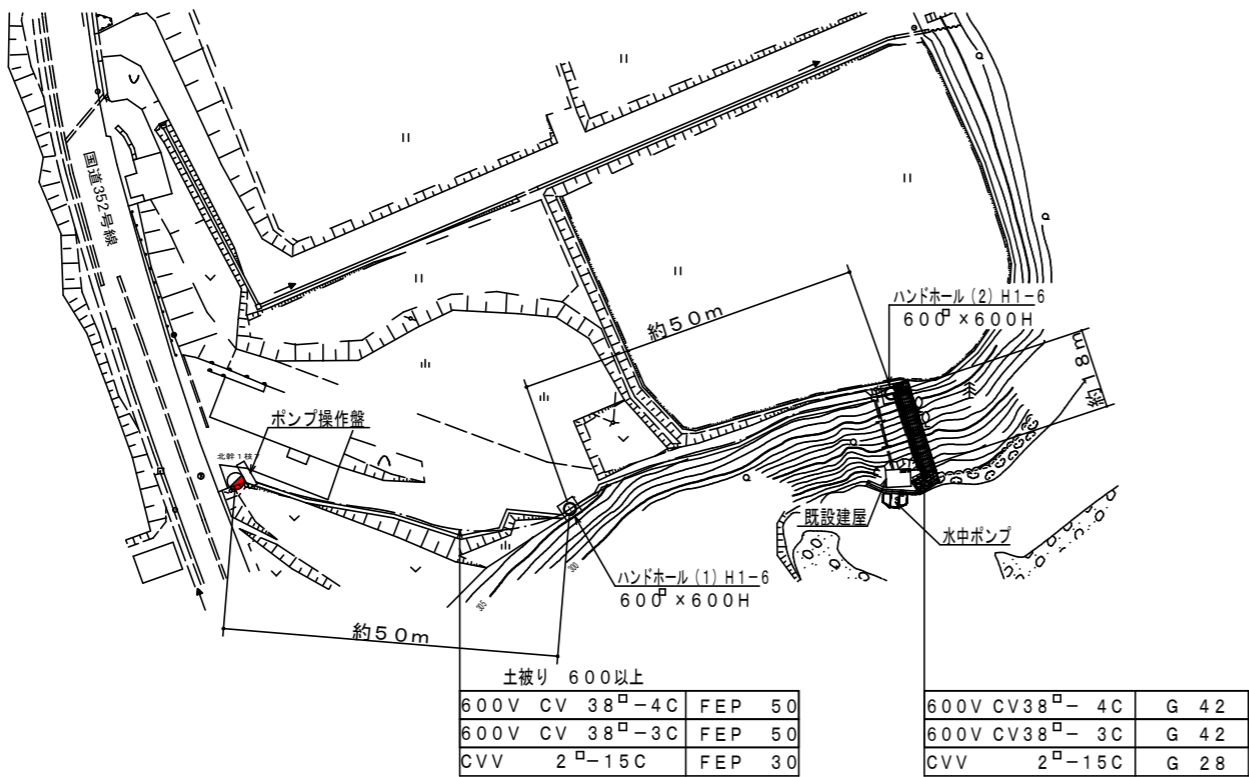 国道352号線
ハンドホール(2) H1-6
600□×600H
約50m
約18m
ポンプ操作盤
北幹1枝7
既設建屋
水中ポンプ
ハンドホール(1) H1-6
600□×600H
300
305
約50m
土被り 600以上
600V CV 38□-4C FEP 50
600V CV 38□-3C FEP 50
CVV 2□-15C FEP 30
600V CV38□- 4C G 42
600V CV38□- 3C G 42
CVV 2□-15C G 28